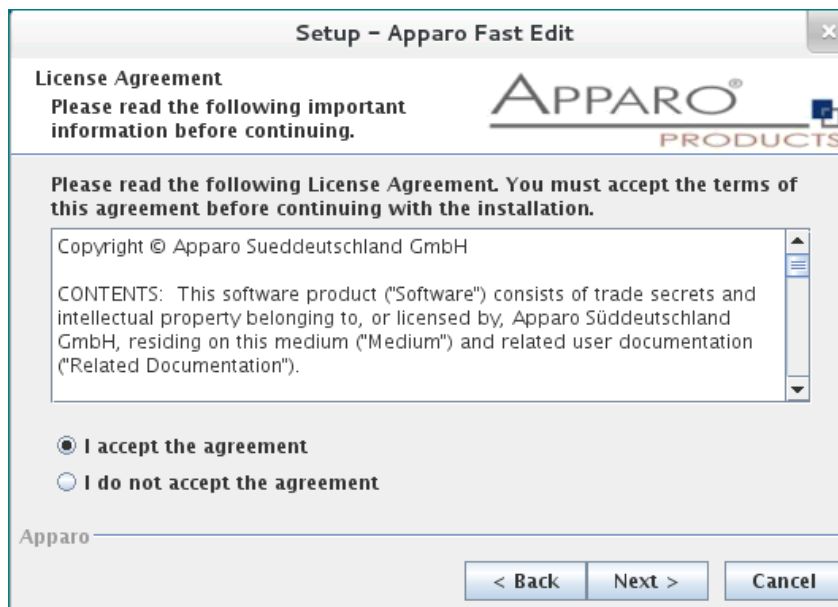 Setup – Apparo Fast Edit
License Agreement
Please read the following important
information before continuing.
APPARO®
PRODUCTS
Please read the following License Agreement. You must accept the terms of
this agreement before continuing with the installation.
Copyright © Apparo Sueddeutschland GmbH
CONTENTS:  This software product ("Software") consists of trade secrets and
intellectual property belonging to, or licensed by, Apparo Süddeutschland
GmbH, residing on this medium ("Medium") and related user documentation
("Related Documentation").
I accept the agreement
I do not accept the agreement
Apparo
< Back
Next >
Cancel